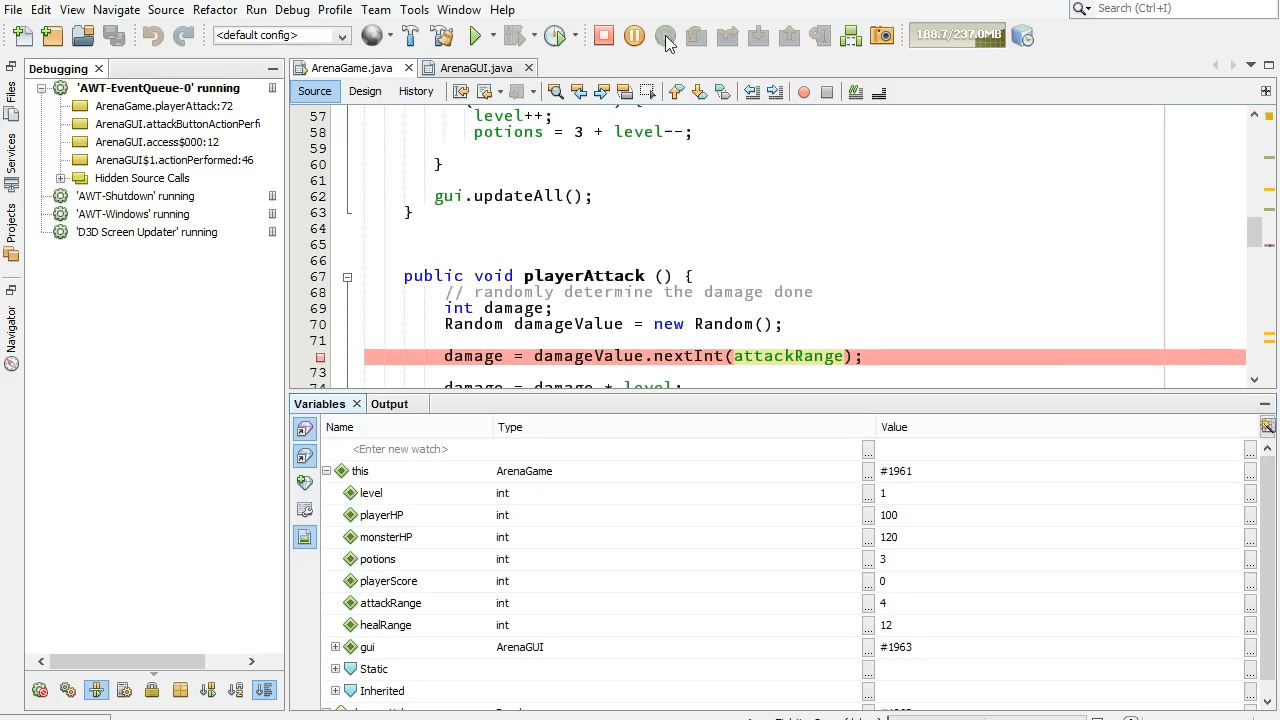 File Edit View Navigate Source Refactor Run Debug Profile Team Tools Window Help
Search (Ctrl+I)
<default config>
188.7/237.0MB
Debugging
ArenaGame.java
ArenaGUI.java
Source Design History
Files
Services
Projects
Navigator
'AWT-EventQueue-0' running
ArenaGame.playerAttack:72
ArenaGUI.attackButtonActionPerf
ArenaGUI.access$000:12
ArenaGUI$1.actionPerformed:46
Hidden Source Calls
'AWT-Shutdown' running
'AWT-Windows' running
'D3D Screen Updater' running
57 level++;
58 potions = 3 + level--;
59
60 }
61
62 gui.updateAll();
63 }
64
65
66
67 public void playerAttack () {
68 // randomly determine the damage done
69 int damage;
70 Random damageValue = new Random();
71
damage = damageValue.nextInt(attackRange);
73
74 damage = damage * level;
Variables Output
Name Type Value
<Enter new watch>
this ArenaGame #1961
level int 1
playerHP int 100
monsterHP int 120
potions int 3
playerScore int 0
attackRange int 4
healRange int 12
gui ArenaGUI #1963
Static
Inherited